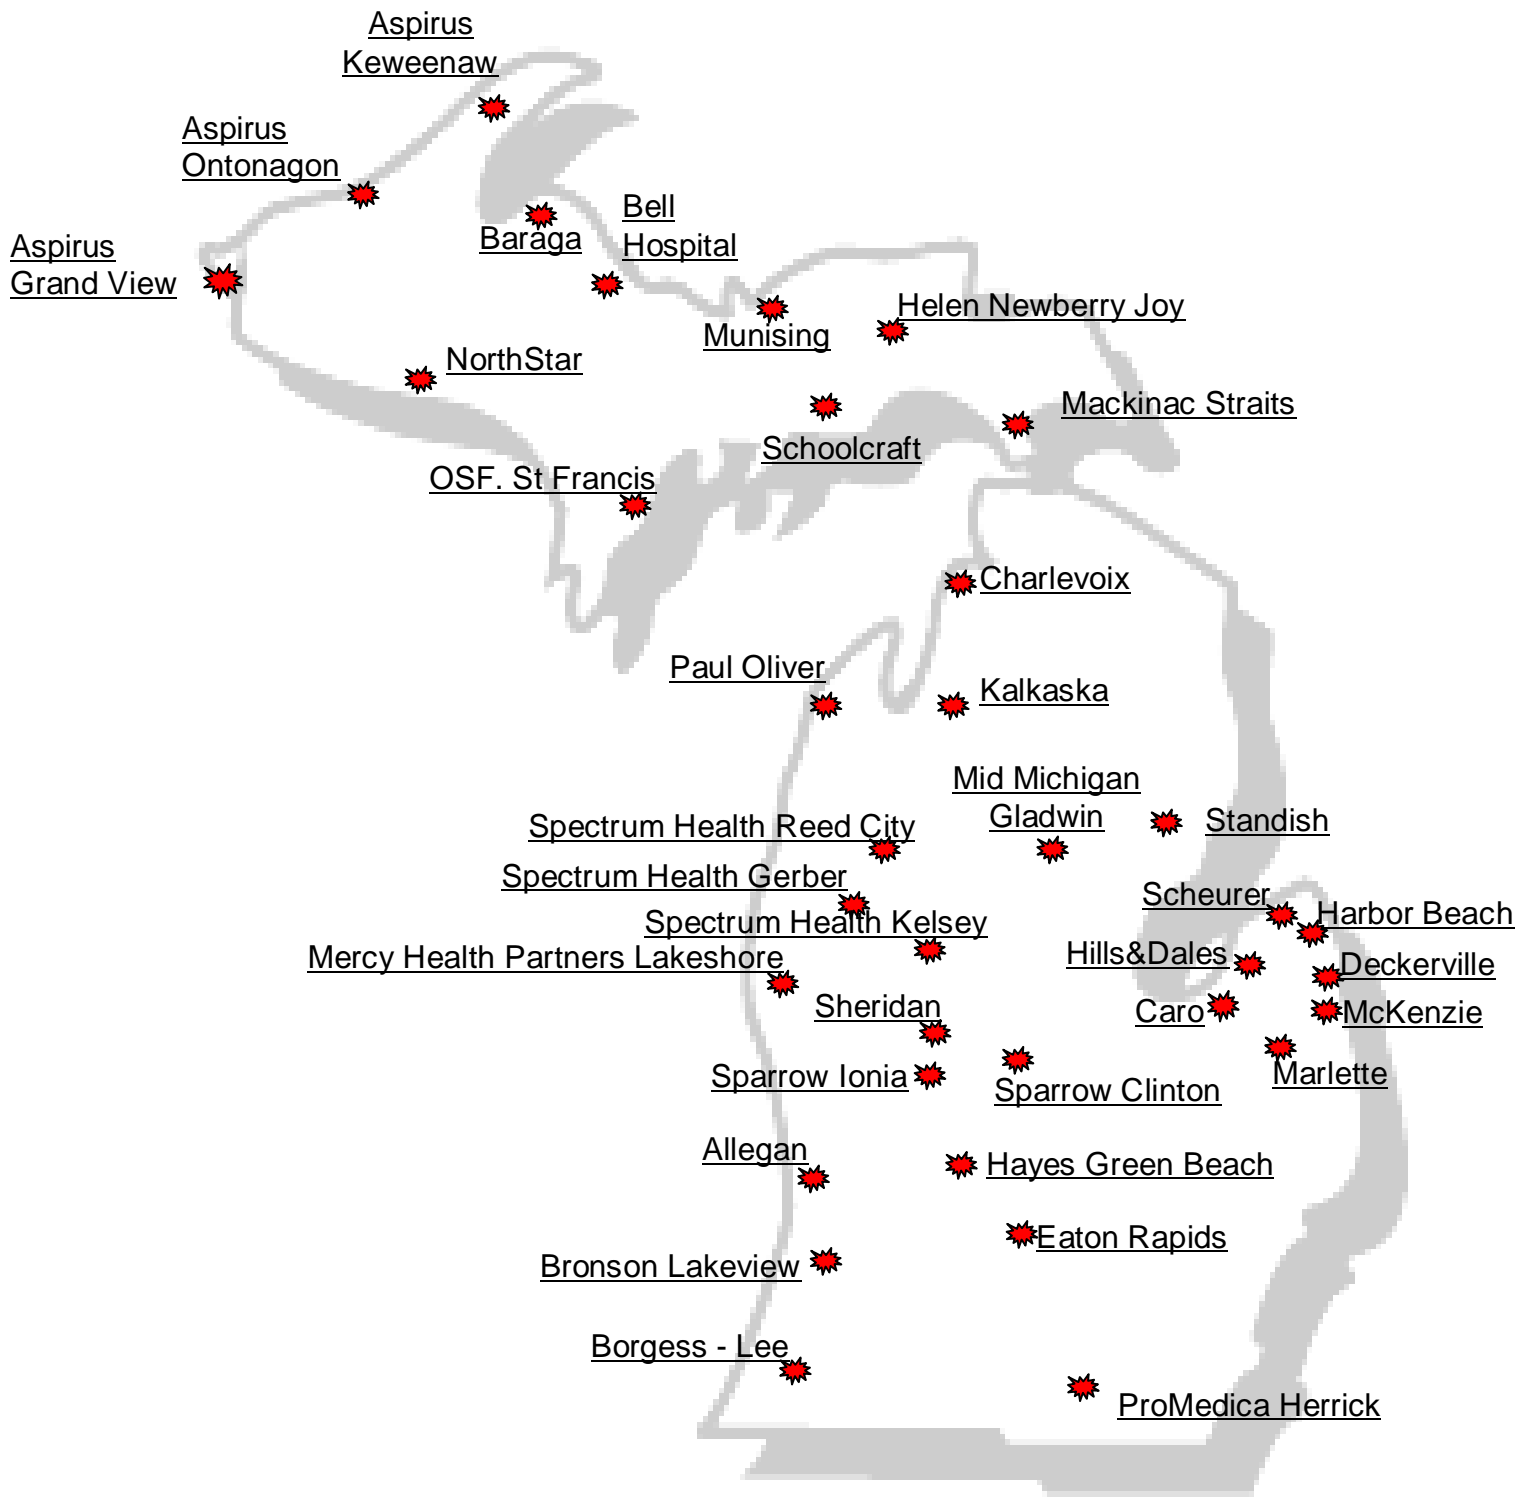 Aspirus
Keweenaw
Aspirus
Ontonagon
Bell
Hospital
Baraga
Aspirus
Grand View
Helen Newberry Joy
Munising
NorthStar
Mackinac Straits
Schoolcraft
OSF. St Francis
Charlevoix
Paul Oliver
Kalkaska
Mid Michigan
Gladwin
Standish
Spectrum Health Reed City
Spectrum Health Gerber
Scheurer
Harbor Beach
Spectrum Health Kelsey
Hills&Dales
Mercy Health Partners Lakeshore
Deckerville
Sheridan
Caro
McKenzie
Sparrow Ionia
Marlette
Sparrow Clinton
Allegan
Hayes Green Beach
Eaton Rapids
Bronson Lakeview
Borgess - Lee
ProMedica Herrick